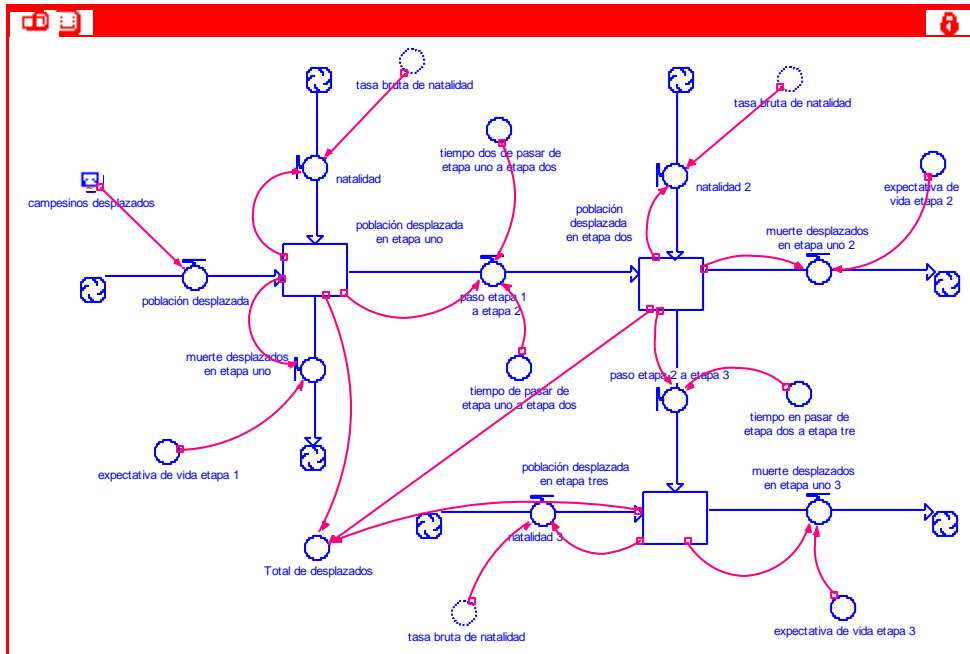 tasa bruta de natalidad
tasa bruta de natalidad
tiempo dos de pasar de
etapa uno a etapa dos
natalidad
natalidad 2
expectativa de
vida etapa 2
campesinos desplazados
población desplazada
en etapa uno
población
desplazada
en etapa dos
muerte desplazados
en etapa uno 2
población desplazada
paso etapa 1
a etapa 2
muerte desplazados
en etapa uno
tiempo de pasar de
etapa uno a etapa dos
paso etapa 2 a etapa 3
tiempo en pasar de
etapa dos a etapa tre
expectativa de vida etapa 1
población desplazada
en etapa tres
muerte desplazados
en etapa uno 3
natalidad 3
Total de desplazados
tasa bruta de natalidad
expectativa de vida etapa 3